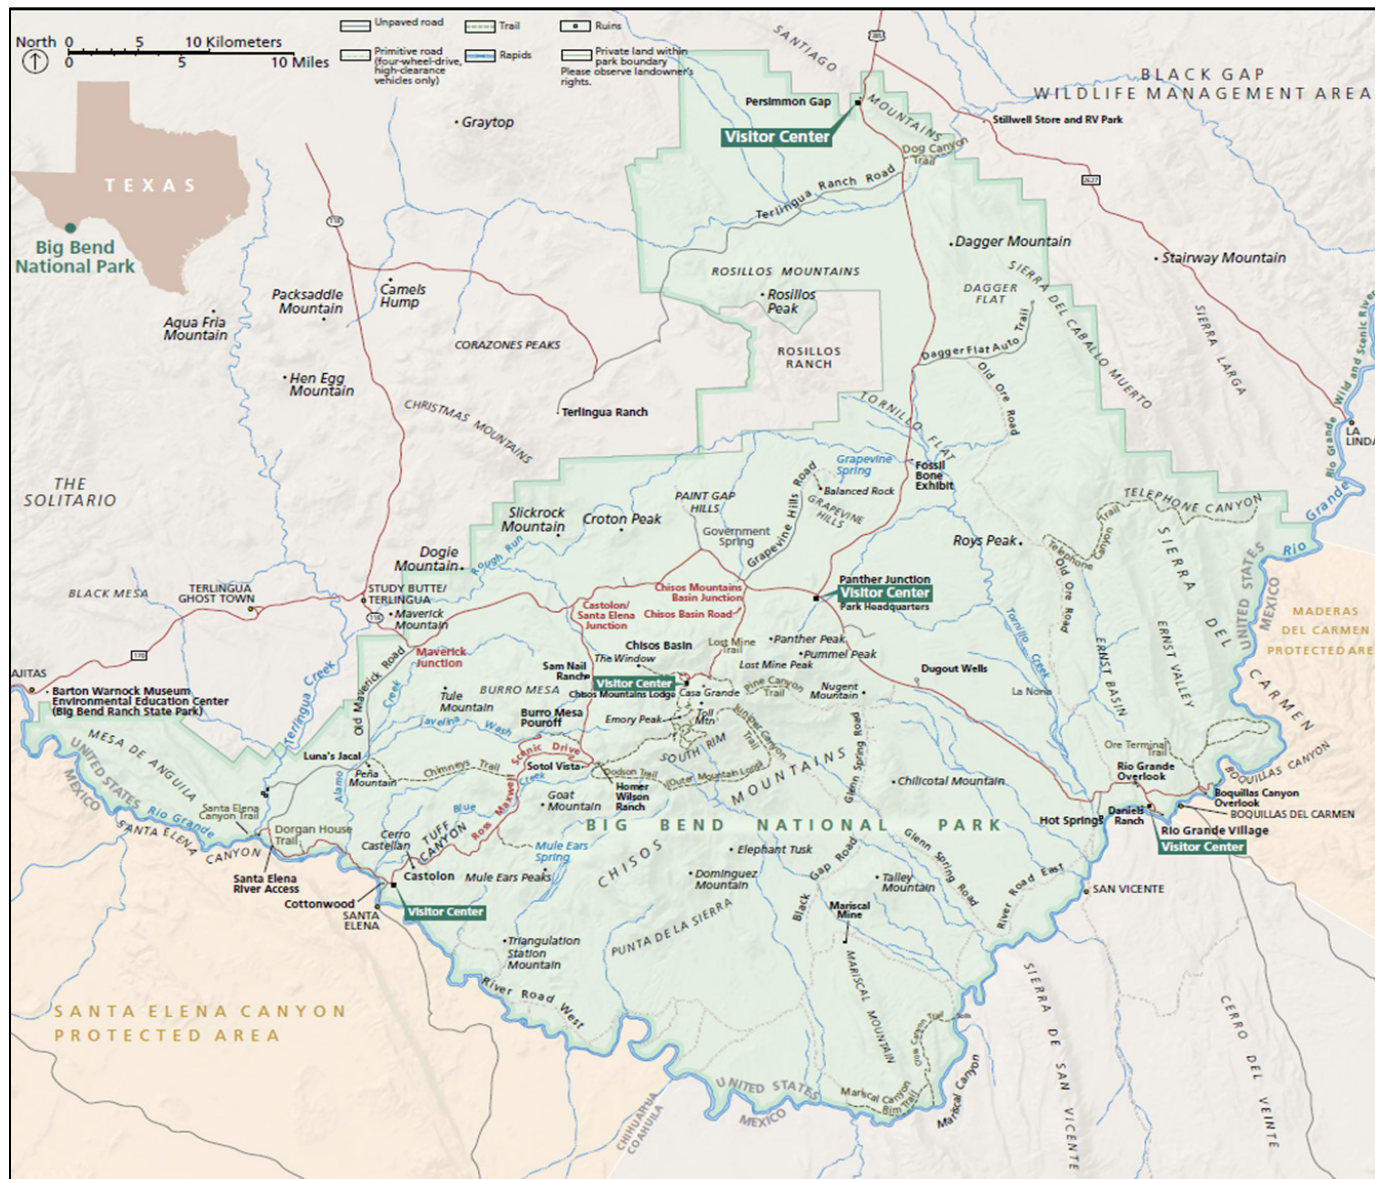 Unpaved road
Trail
Ruins
North
0 5 10 Kilometers
0 5 10 Miles
Primitive road
(four-wheel-drive,
high-clearance
vehicles only)
Rapids
Private land within
park boundary
Please observe landowner's
rights.
385
SANTIAGO
MOUNTAINS
BLACK GAP
WILDLIFE MANAGEMENT AREA
Persimmon Gap
Visitor Center
Stillwell Store and RV Park
Graytop
Dog Canyon
Trail
2627
TEXAS
Big Bend
National Park
Terlingua Ranch Road
118
Dagger Mountain
Stairway Mountain
ROSILLOS MOUNTAINS
SIERRA DEL CABALLO MUERTO
Camels
Hump
Packsaddle
Mountain
Rosillos
Peak
DAGGER
FLAT
Agua Fria
Mountain
SIERRA LARGA
CORAZONES PEAKS
ROSILLOS
RANCH
Dagger Flat Auto Trail
Rio Grande Wild and Scenic River
Hen Egg
Mountain
Old Ore Road
CHRISTMAS MOUNTAINS
Terlingua Ranch
TORNILLO FLAT
LA
LINDA
Grapevine
Spring
Fossil
Bone
Exhibit
THE
SOLITARIO
PAINT GAP
HILLS
Grapevine Hills Road
Balanced Rock
GRAPEVINE
HILLS
TELEPHONE CANYON
Rio Grande
Slickrock
Mountain
Croton Peak
Government
Spring
Roys Peak
Telephone Canyon Trail
SIERRA DEL CARMEN
Dogie
Mountain
Rough Run
Old Ore Road
UNITED STATES
MEXICO
BLACK MESA
TERLINGUA
GHOST TOWN
STUDY BUTTE/
TERLINGUA
Chisos Mountains
Basin Junction
Panther Junction
Visitor Center
Park Headquarters
118
Maverick
Mountain
Castolon/
Santa Elena
Junction
Chisos Basin Road
MADERAS
DEL CARMEN
PROTECTED AREA
Tornillo Creek
ERNST BASIN
ERNST VALLEY
170
Maverick
Junction
Chisos Basin
Lost Mine
Trail
Panther Peak
Pummel Peak
The Window
Lost Mine Peak
Sam Nail
Ranch
Visitor Center
Dugout Wells
AJITAS
Barton Warnock Museum
Environmental Education Center
(Big Bend Ranch State Park)
Terlingua Creek
Old Maverick Road
Creek
Tule
Mountain
BURRO MESA
Chisos Mountains Lodge
Casa Grande
Pine Canyon
Trail
Nugent
Mountain
La Noria
Javelina Wash
Burro Mesa
Pouroff
Emory Peak
Toll
Mtn
Juniper Canyon
Trail
MESA DE ANGUILA
UNITED STATES
MEXICO
Luna's Jacal
Scenic Drive
SOUTH RIM
Glenn Spring Road
Ore Terminal
Trail
BOQUILLAS CANYON
Peña
Mountain
Chimneys Trail
Sotol Vista
Dodson Trail
(Outer Mountain Loop)
Chilicotal Mountain
Rio Grande
Overlook
Alamo
Creek
Boquillas Canyon
Overlook
Rio Grande
Santa Elena
Canyon Trail
Blue
Goat
Mountain
Homer
Wilson
Ranch
Daniels
Ranch
BOQUILLAS DEL CARMEN
SANTA ELENA
CANYON
Dorgan House
Trail
Ross Maxwell
TUFF
CANYON
BIG BEND NATIONAL PARK
Hot Springs
Rio Grande Village
Visitor Center
Cerro
Castellan
Mule Ears
Spring
CHISOS MOUNTAINS
Elephant Tusk
Glenn Spring Road
Santa Elena
River Access
Castolon
Mule Ears Peaks
Dominguez
Mountain
Black Gap Road
Talley
Mountain
River Road East
SAN VICENTE
Cottonwood
Visitor Center
SANTA
ELENA
Mariscal
Mine
PUNTA DE LA SIERRA
Triangulation
Station
Mountain
MARISCAL MOUNTAIN
River Road West
SIERRA DE SAN VICENTE
CERRO DEL VEINTE
SANTA ELENA CANYON
PROTECTED AREA
Trail
Canyon
UNITED STATES
MEXICO
Mariscal Canyon
Rim Trail
Mariscal Canyon
CHIHUAHUA
COAHUILA